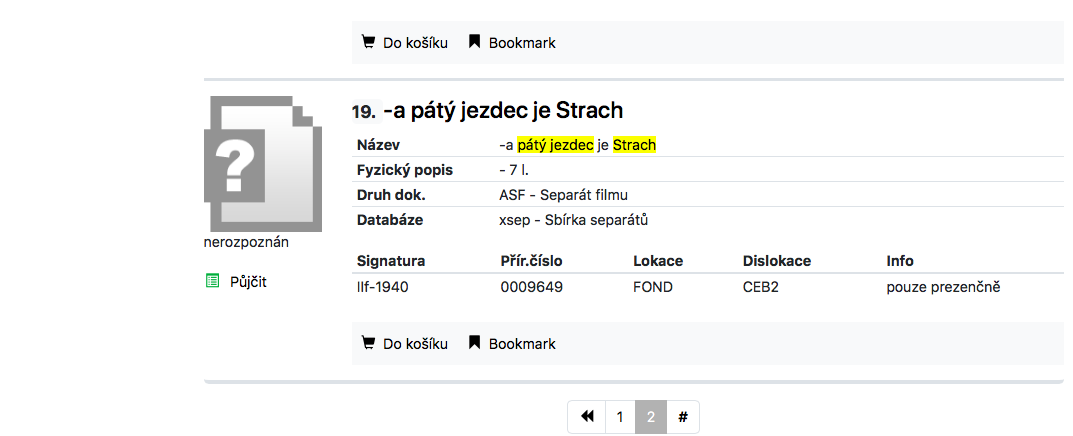 Do košíku Bookmark
19. -a pátý jezdec je Strach
Název -a pátý jezdec je Strach
Fyzický popis - 7 l.
Druh dok. ASF - Separát filmu
Databáze xsep - Sbírka separátů
nerozpoznán
Půjčit
Signatura Přír.číslo Lokace Dislokace Info
IIf-1940 0009649 FOND CEB2 pouze prezenčně
Do košíku Bookmark
1 2 #